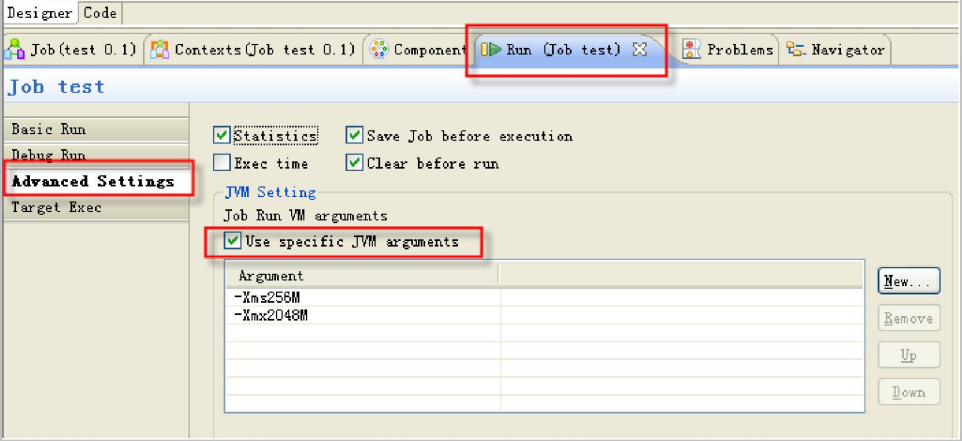 Designer Code
Job(test 0.1) Contexts(Job test 0.1) Component Run (Job test) Problems Navigator
Job test
Basic Run
Debug Run
Advanced Settings
Target Exec
Statistics Save Job before execution
Exec time Clear before run
JVM Setting
Job Run VM arguments
Use specific JVM arguments
Argument
-Xms256M
-Xmx2048M
New...
Remove
Up
Down